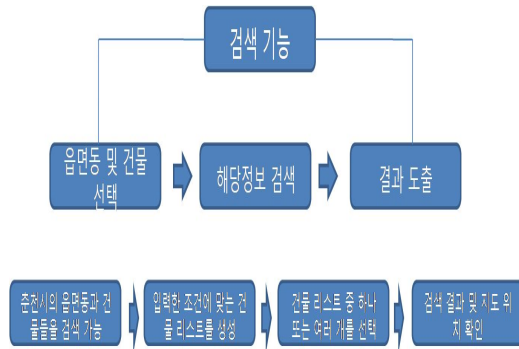 검색 기능
읍면동 및 건물
선택
해당정보 검색
결과 도출
춘전시의 읍면동과 건
물들을 검색 가능
입력한 조건에 맞는 건
물 리스트를 생성
건물 리스트 중 하나
또는 여러 개를 선택
검색 결과 및 지도 위
치 확인